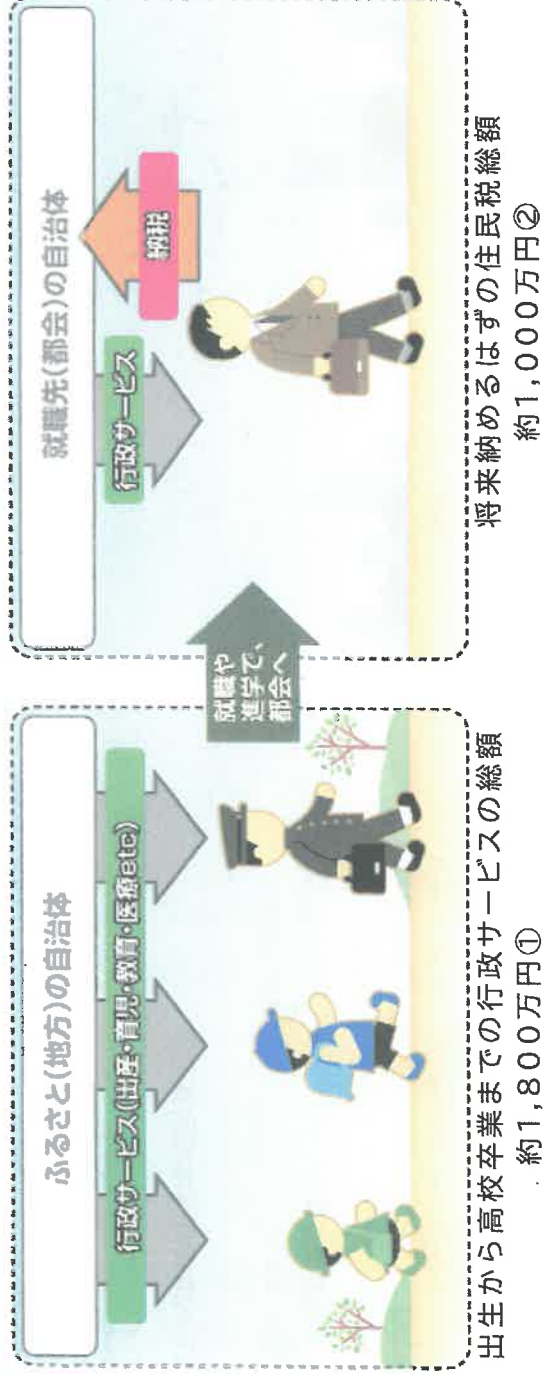 ふるさと(地方)の自治体
行政サービス(出産・育児・教育・医療etc)
出生から高校卒業までの行政サービスの総額
約1,800万円①
就職や
進学で、
都会へ
就職先(都会)の自治体
行政サービス
納税
将来納めるはずの住民税総額
約1,000万円②